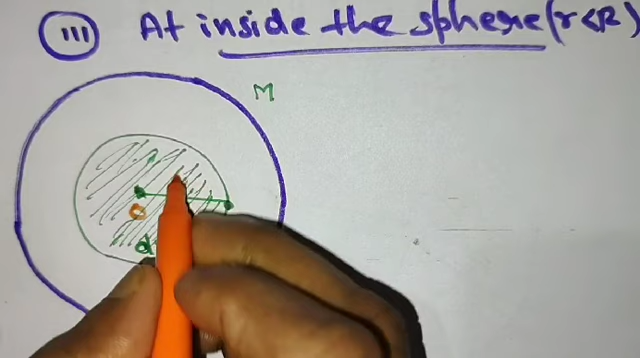 (iii) At inside the sphere (r<R)
M
O
d